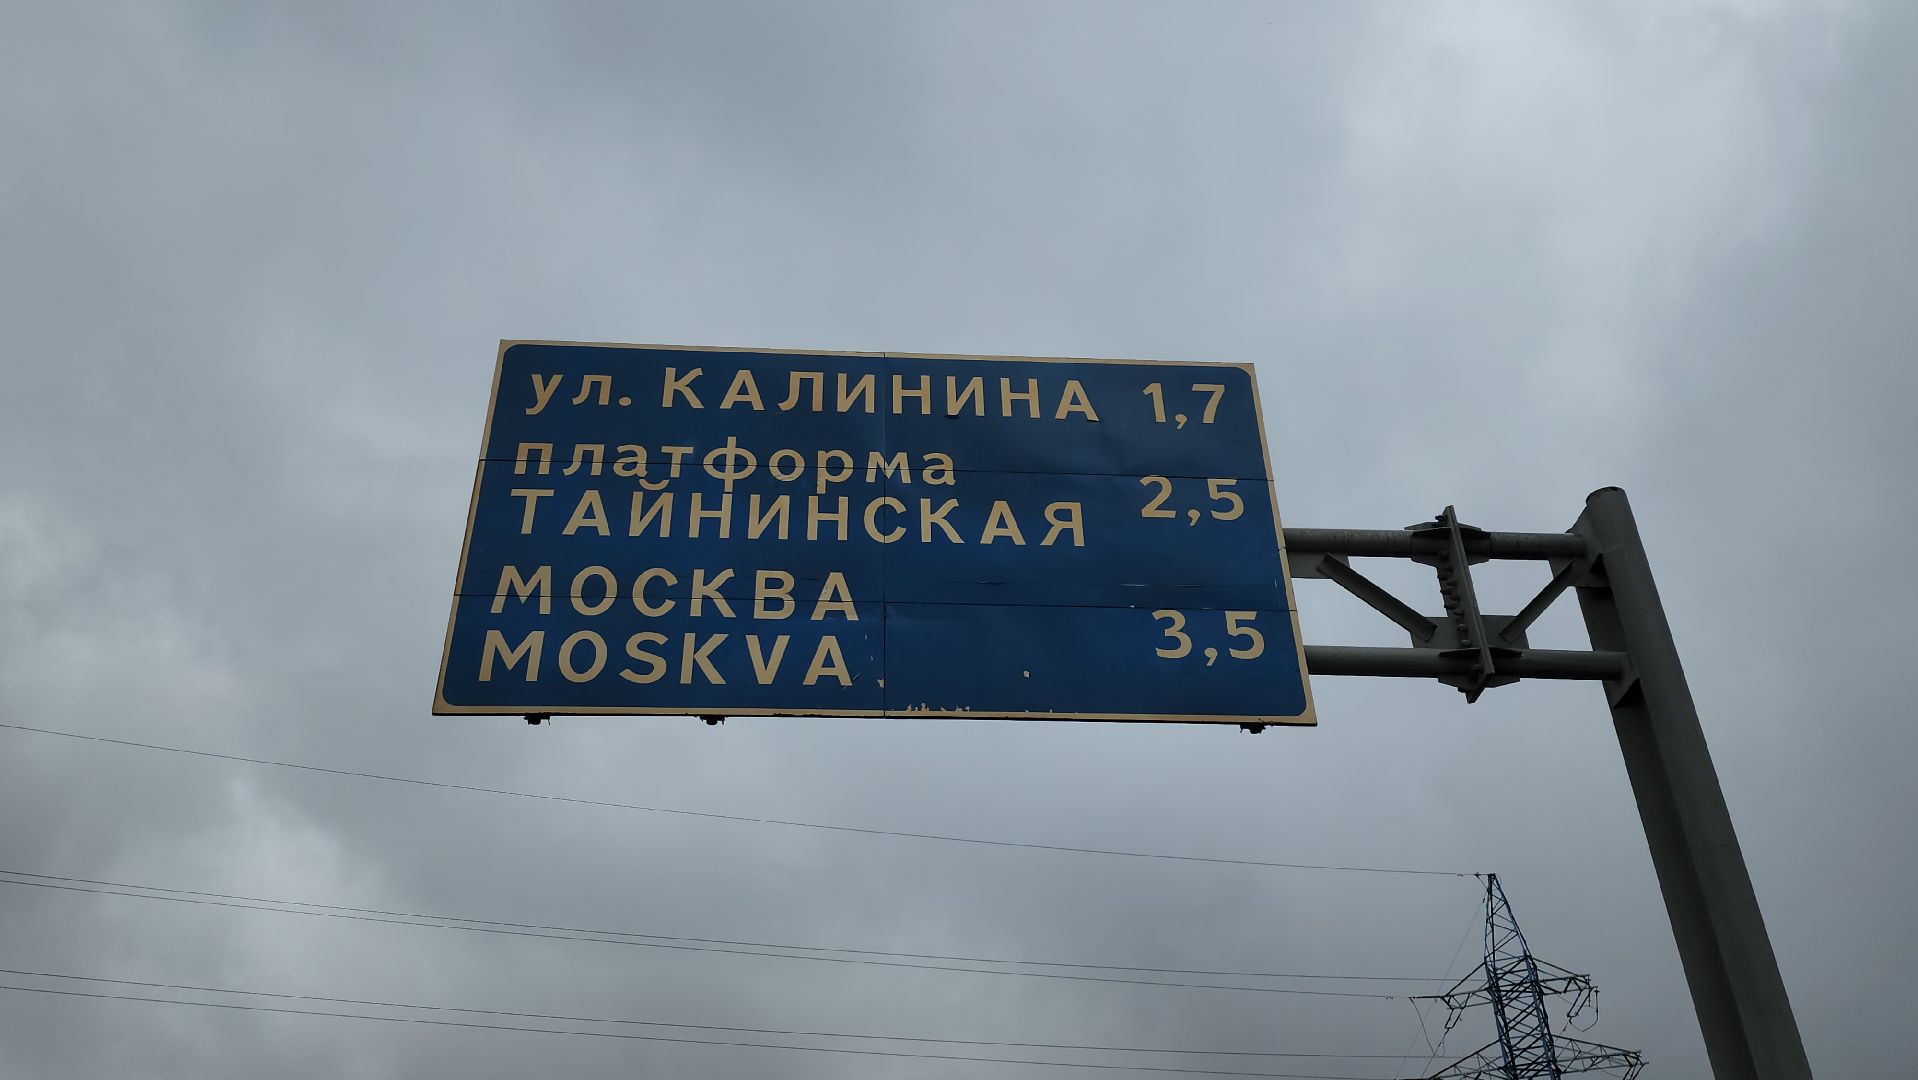 ул. КАЛИНИНА 1,7
платформа
ТАЙНИНСКАЯ 2,5
МОСКВА
MOSKVA 3,5